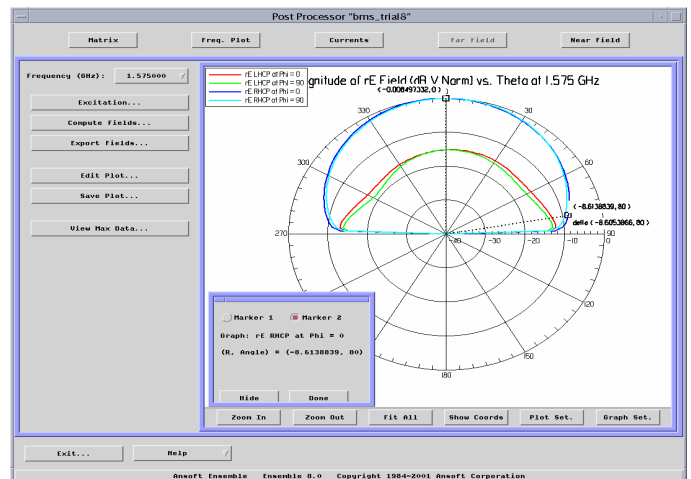 Post Processor "bms_trial8"
Matrix
Freq. Plot
Currents
Far Field
Near Field
Frequency (GHz): 1.575000
Excitation...
Compute Fields...
Export Fields...
Edit Plot...
Save Plot...
View Max Data...
rE LHCP at Phi = 0
rE LHCP at Phi = 90
rE RHCP at Phi = 0
rE RHCP at Phi = 90
gnitude of rE Field (dB V Norm) vs. Theta at 1.575 GHz
(-0.008497332, 0)
330
30
300
60
(-8.6138839, 80)
delta (-8.6053866, 80)
270
-40
-30
-20
-10
0
90
120
150
180
Marker 1
Marker 2
Graph: rE RHCP at Phi = 0
(R, Angle) = (-8.6138839, 80)
Hide
Done
Zoom In
Zoom Out
Fit All
Show Coords
Plot Set.
Graph Set.
Exit...
Help
Ansoft Ensemble Ensemble 8.0 Copyright 1984-2001 Ansoft Corporation